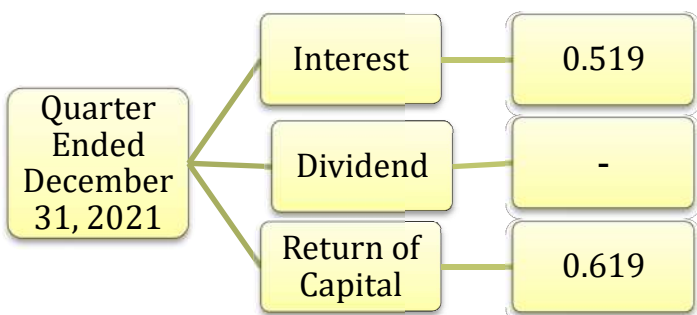 Quarter
Ended
December
31, 2021
Interest
0.519
Dividend
-
Return of
Capital
0.619